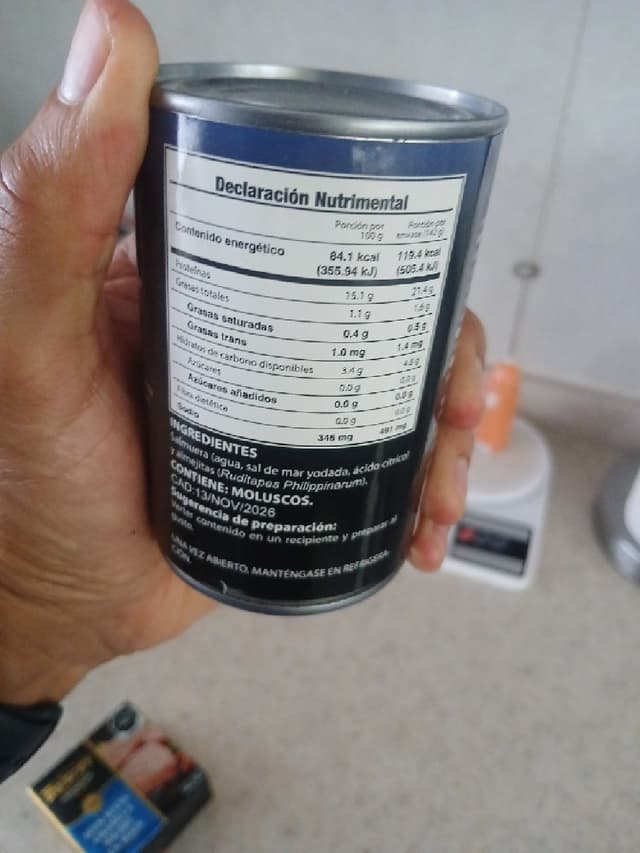 Declaración Nutrimental
Porción por 100 g
Porción por envase (142 g)
Contenido energético 84.1 kcal (355.94 kJ) 119.4 kcal (505.4 kJ)
Proteínas 15.1 g 21.4 g
Grasas totales 1.1 g 1.6 g
Grasas saturadas 0.4 g 0.5 g
Grasas trans 1.0 mg 1.4 mg
Hidratos de carbono disponibles 3.4 g
Azúcares 0.0 g 0.0 g
Azúcares añadidos 0.0 g 0.0 g
Fibra dietética 0.0 g 0.0 g
Sodio 346 mg 491 mg
INGREDIENTES
Salmuera (agua, sal de mar yodada, ácido cítrico)
y almejitas (Ruditapes Philippinarum).
CONTIENE: MOLUSCOS.
CAD:13/NOV/2026
Sugerencia de preparación:
Verter contenido en un recipiente y preparar al
UNA VEZ ABIERTO, MANTÉNGASE EN REFRIGERA-
CIÓN.